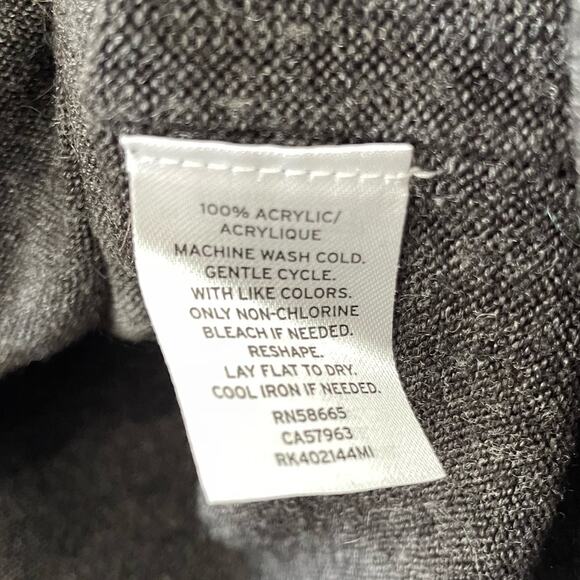 100% ACRYLIC/
ACRYLIQUE
MACHINE WASH COLD.
GENTLE CYCLE.
WITH LIKE COLORS.
ONLY NON-CHLORINE
BLEACH IF NEEDED.
RESHAPE.
LAY FLAT TO DRY.
COOL IRON IF NEEDED.
RN58665
CA57963
RK402144MI